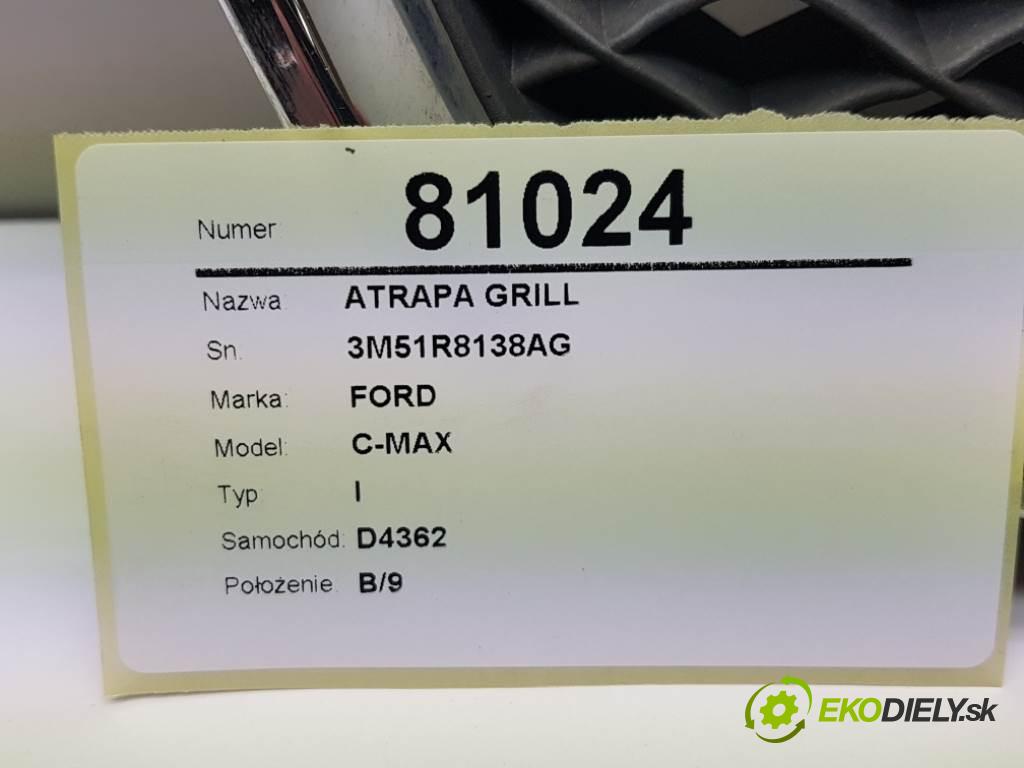 Numer: 81024
Nazwa: ATRAPA GRILL
Sn. 3M51R8138AG
Marka: FORD
Model: C-MAX
Typ I
Samochód: D4362
Położenie. B/9
EKODIELY.sk